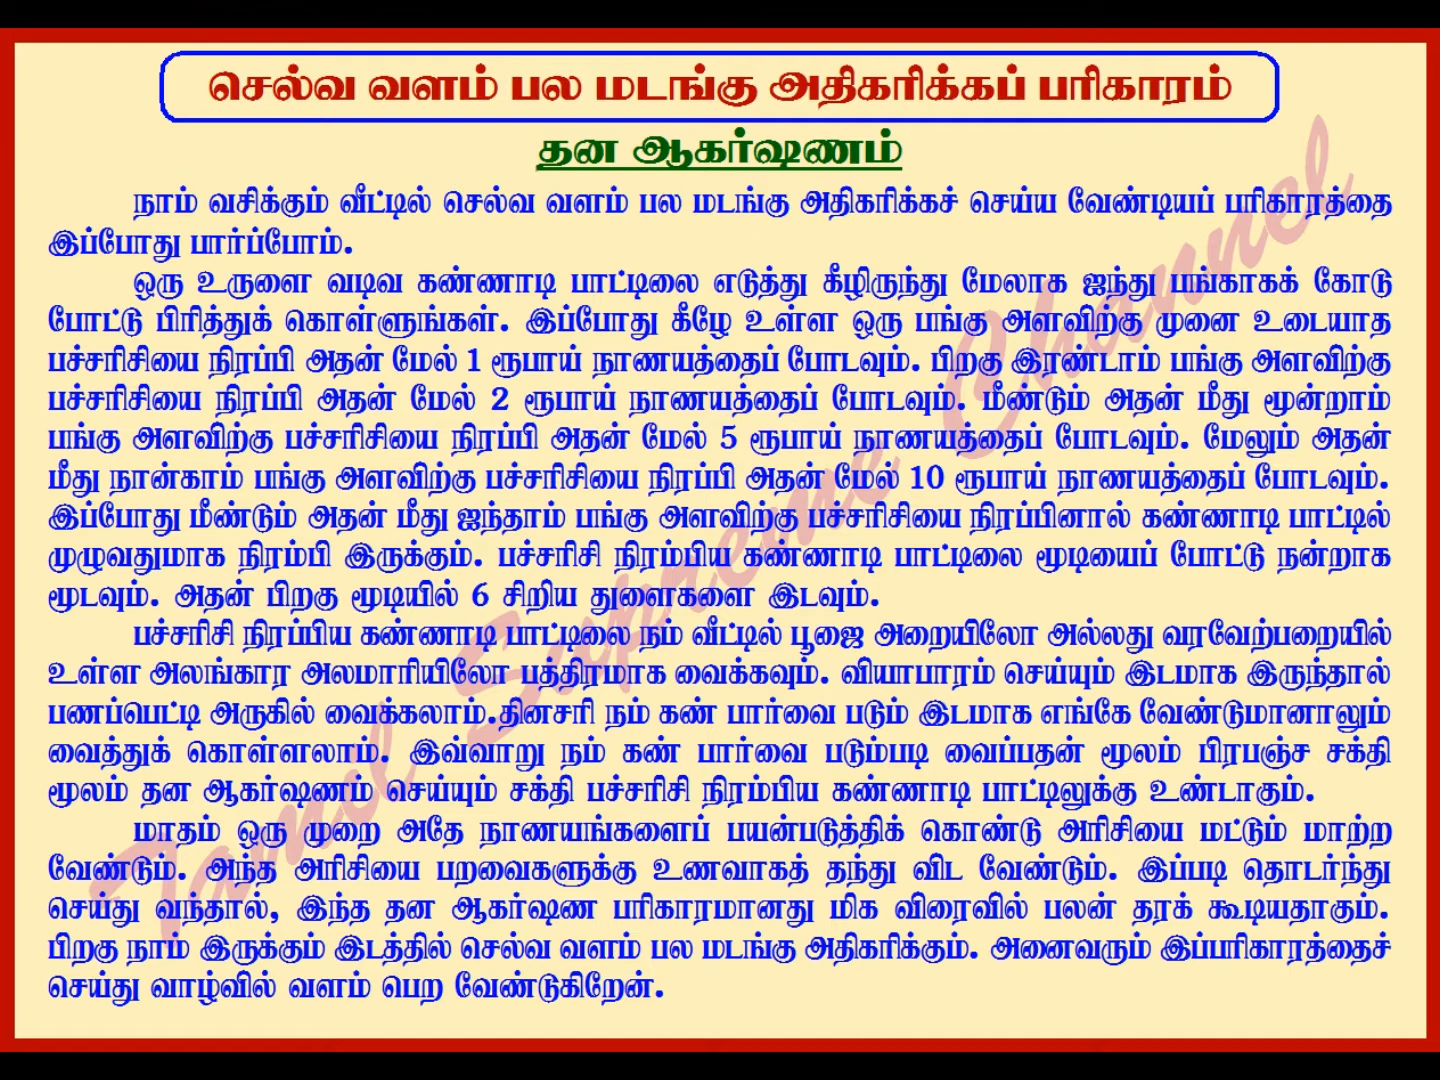 செல்வ வளம் பல மடங்கு அதிகரிக்கப் பரிகாரம்
தன ஆகர்ஷணம்
நாம் வசிக்கும் வீட்டில் செல்வ வளம் பல மடங்கு அதிகரிக்கச் செய்ய வேண்டியப் பரிகாரத்தை
இப்போது பார்ப்போம்.
ஒரு உருளை வடிவ கண்ணாடி பாட்டிலை எடுத்து கீழிருந்து மேலாக ஐந்து பங்காகக் கோடு
போட்டு பிரித்துக் கொள்ளுங்கள். இப்போது கீழே உள்ள ஒரு பங்கு அளவிற்கு முனை உடையாத
பச்சரிசியை நிரப்பி அதன் மேல் 1 ரூபாய் நாணயத்தைப் போடவும். பிறகு இரண்டாம் பங்கு அளவிற்கு
பச்சரிசியை நிரப்பி அதன் மேல் 2 ரூபாய் நாணயத்தைப் போடவும். மீண்டும் அதன் மீது மூன்றாம்
பங்கு அளவிற்கு பச்சரிசியை நிரப்பி அதன் மேல் 5 ரூபாய் நாணயத்தைப் போடவும். மேலும் அதன்
மீது நான்காம் பங்கு அளவிற்கு பச்சரிசியை நிரப்பி அதன் மேல் 10 ரூபாய் நாணயத்தைப் போடவும்.
இப்போது மீண்டும் அதன் மீது ஐந்தாம் பங்கு அளவிற்கு பச்சரிசியை நிரப்பினால் கண்ணாடி பாட்டில்
முழுவதுமாக நிரம்பி இருக்கும். பச்சரிசி நிரம்பிய கண்ணாடி பாட்டிலை மூடியைப் போட்டு நன்றாக
மூடவும். அதன் பிறகு மூடியில் 6 சிறிய துளைகளை இடவும்.
பச்சரிசி நிரப்பிய கண்ணாடி பாட்டிலை நம் வீட்டில் பூஜை அறையிலோ அல்லது வரவேற்பறையில்
உள்ள அலங்கார அலமாரியிலோ பத்திரமாக வைக்கவும். வியாபாரம் செய்யும் இடமாக இருந்தால்
பணப்பெட்டி அருகில் வைக்கலாம்.தினசரி நம் கண் பார்வை படும் இடமாக எங்கே வேண்டுமானாலும்
வைத்துக் கொள்ளலாம். இவ்வாறு நம் கண் பார்வை படும்படி வைப்பதன் மூலம் பிரபஞ்ச சக்தி
மூலம் தன ஆகர்ஷணம் செய்யும் சக்தி பச்சரிசி நிரம்பிய கண்ணாடி பாட்டிலுக்கு உண்டாகும்.
மாதம் ஒரு முறை அதே நாணயங்களைப் பயன்படுத்திக் கொண்டு அரிசியை மட்டும் மாற்ற
வேண்டும். அந்த அரிசியை பறவைகளுக்கு உணவாகத் தந்து விட வேண்டும். இப்படி தொடர்ந்து
செய்து வந்தால், இந்த தன ஆகர்ஷண பரிகாரமானது மிக விரைவில் பலன் தரக் கூடியதாகும்.
பிறகு நாம் இருக்கும் இடத்தில் செல்வ வளம் பல மடங்கு அதிகரிக்கும். அனைவரும் இப்பரிகாரத்தைச்
செய்து வாழ்வில் வளம் பெற வேண்டுகிறேன்.
Tamil Supreme Channel